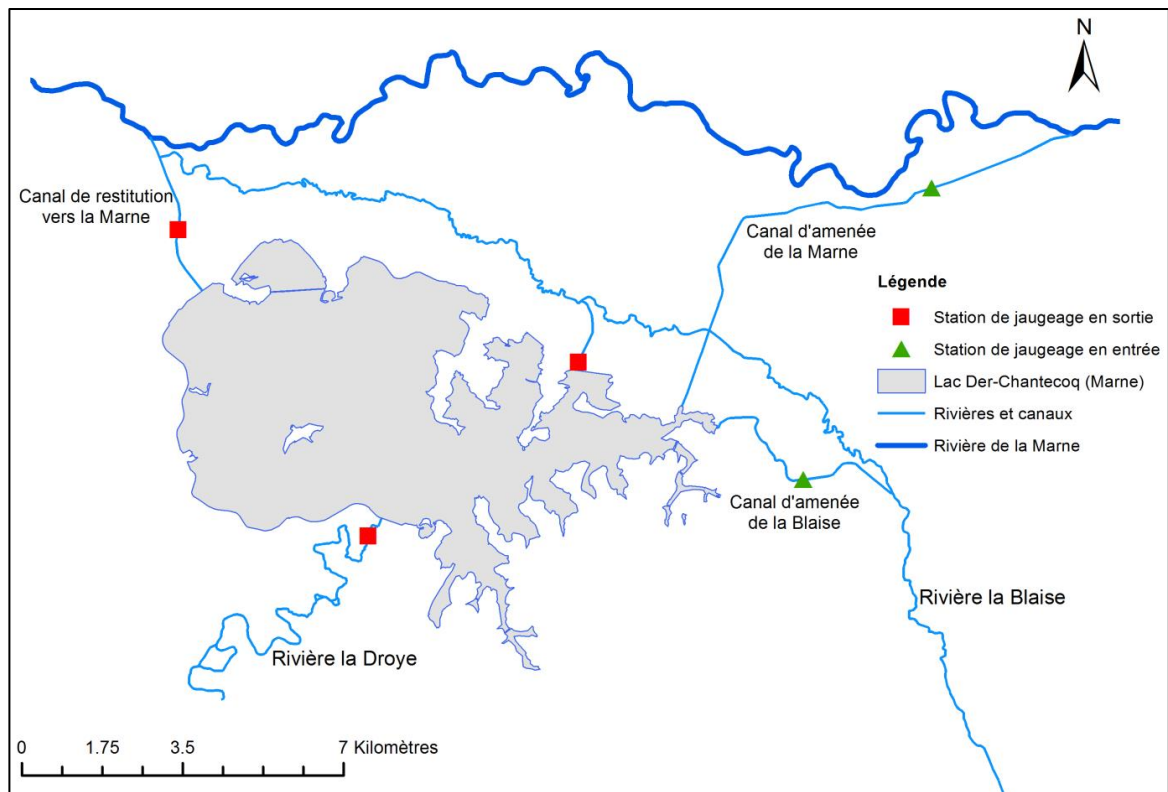 N
Canal de restitution
vers la Marne
Canal d'amenée
de la Marne
Légende
Station de jaugeage en sortie
Station de jaugeage en entrée
Lac Der-Chantecoq (Marne)
Rivières et canaux
Rivière de la Marne
Canal d'amenée
de la Blaise
Rivière la Blaise
Rivière la Droye
0 1.75 3.5 7 Kilomètres